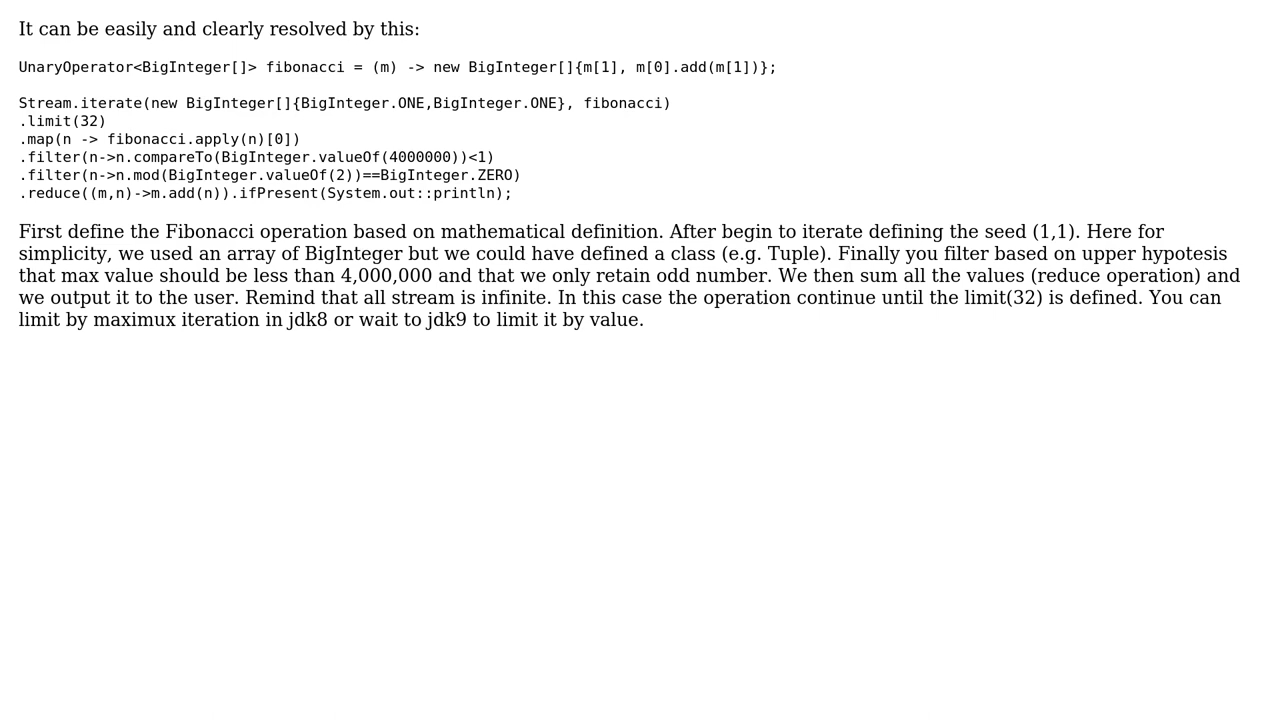 It can be easily and clearly resolved by this:
UnaryOperator<BigInteger[]> fibonacci = (m) -> new BigInteger[]{m[1], m[0].add(m[1])};
Stream.iterate(new BigInteger[]{BigInteger.ONE,BigInteger.ONE}, fibonacci)
.limit(32)
.map(n -> fibonacci.apply(n)[0])
.filter(n->n.compareTo(BigInteger.valueOf(4000000))<1)
.filter(n->n.mod(BigInteger.valueOf(2))==BigInteger.ZERO)
.reduce((m,n)->m.add(n)).ifPresent(System.out::println);
First define the Fibonacci operation based on mathematical definition. After begin to iterate defining the seed (1,1). Here for
simplicity, we used an array of BigInteger but we could have defined a class (e.g. Tuple). Finally you filter based on upper hypotesis
that max value should be less than 4,000,000 and that we only retain odd number. We then sum all the values (reduce operation) and
we output it to the user. Remind that all stream is infinite. In this case the operation continue until the limit(32) is defined. You can
limit by maximux iteration in jdk8 or wait to jdk9 to limit it by value.